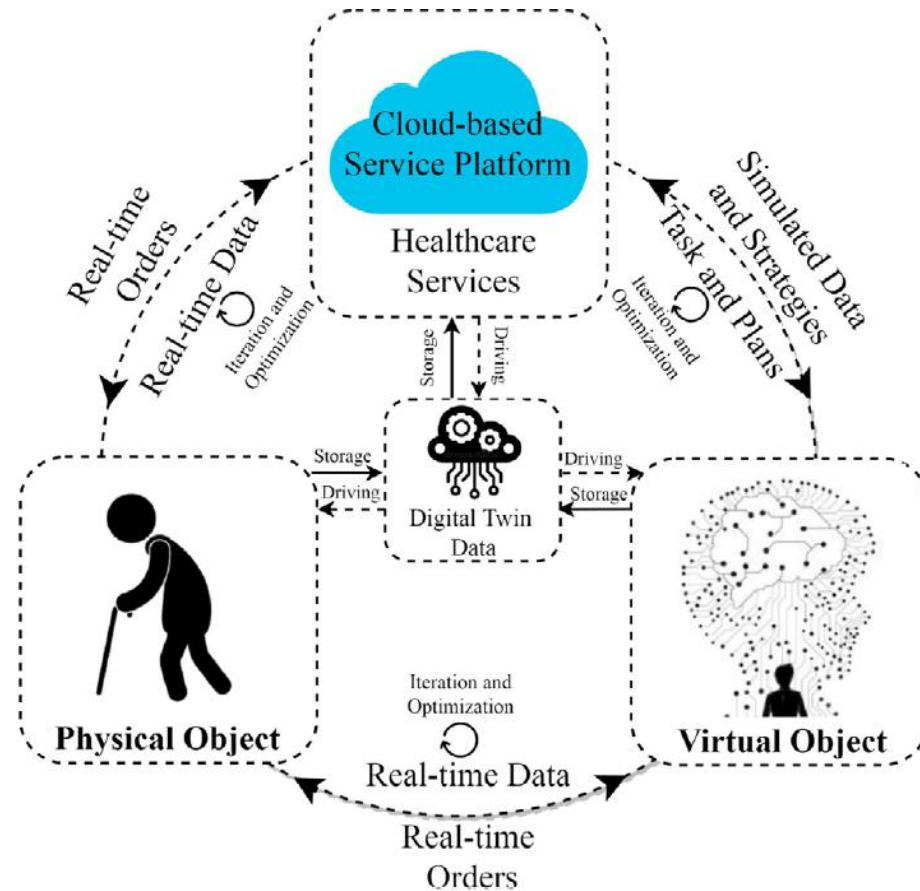 Cloud-based
Service Platform
Healthcare
Services
Real-time
Orders
Real-time Data
Iteration and
Optimization
Simulated Data
and Strategies
Task and Plans
Iteration and
Optimization
Storage
Driving
Storage
Driving
Digital Twin
Data
Driving
Storage
Physical Object
Virtual Object
Iteration and
Optimization
Real-time Data
Real-time
Orders